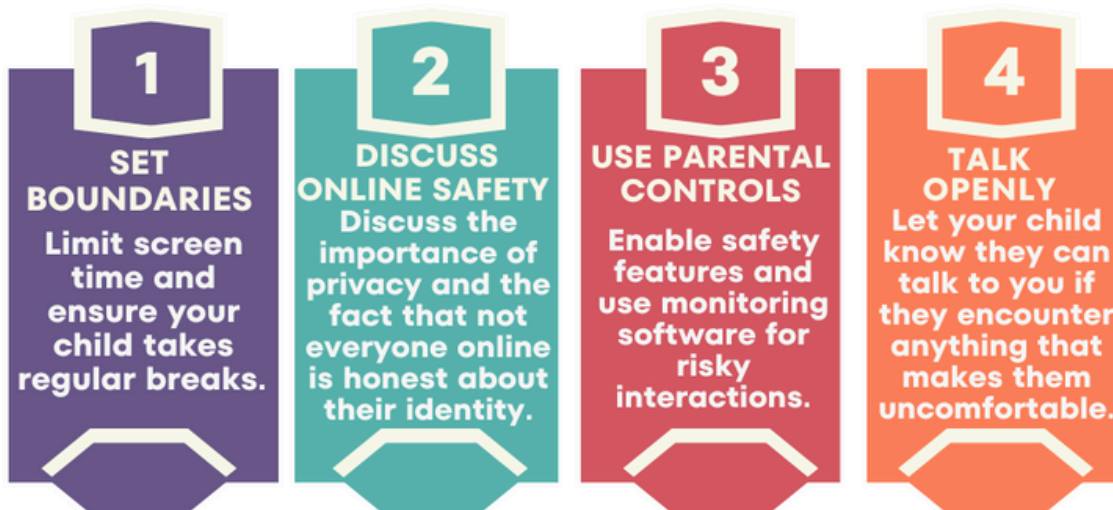 1
SET
BOUNDARIES
Limit screen
time and
ensure your
child takes
regular breaks.
2
DISCUSS
ONLINE SAFETY
Discuss the
importance of
privacy and the
fact that not
everyone online
is honest about
their identity.
3
USE PARENTAL
CONTROLS
Enable safety
features and
use monitoring
software for
risky
interactions.
4
TALK
OPENLY
Let your child
know they can
talk to you if
they encounter
anything that
makes them
uncomfortable.